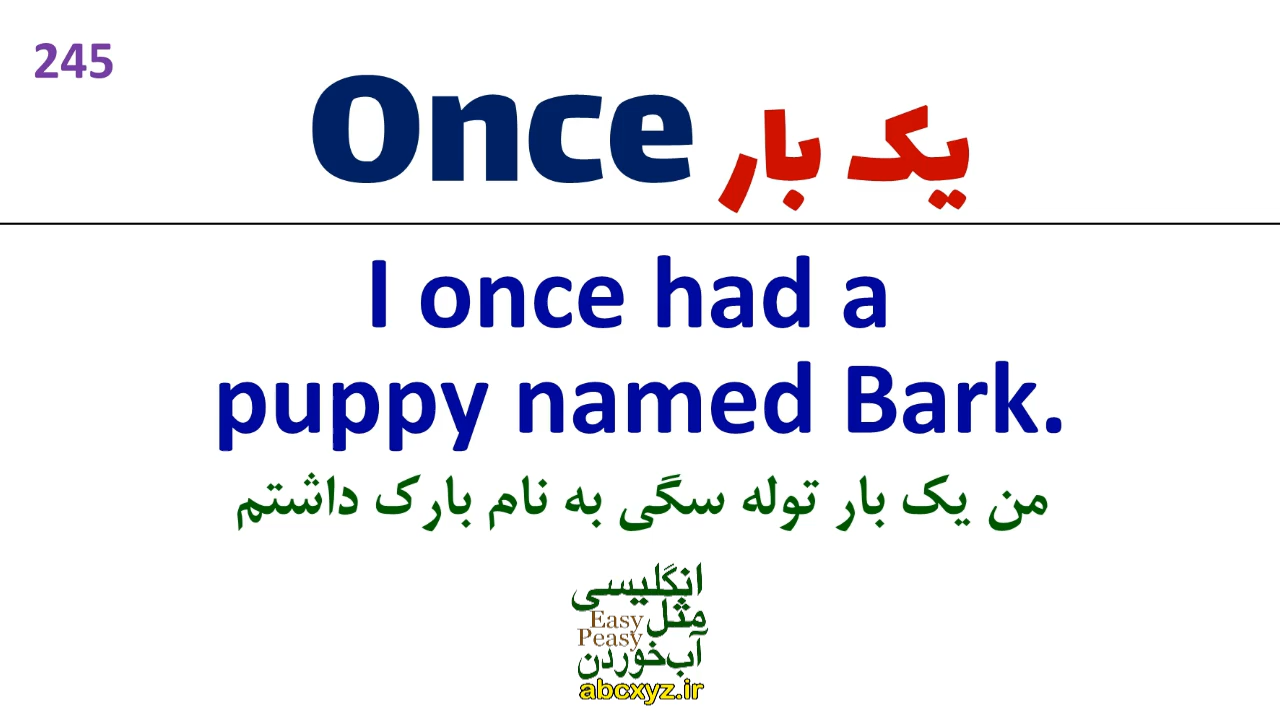 245
Once یک بار
I once had a
puppy named Bark.
من یک بار توله سگی به نام بارک داشتم
انگلیسی
مثل Easy
Peasy
آب‌خوردن
abcxyz.ir